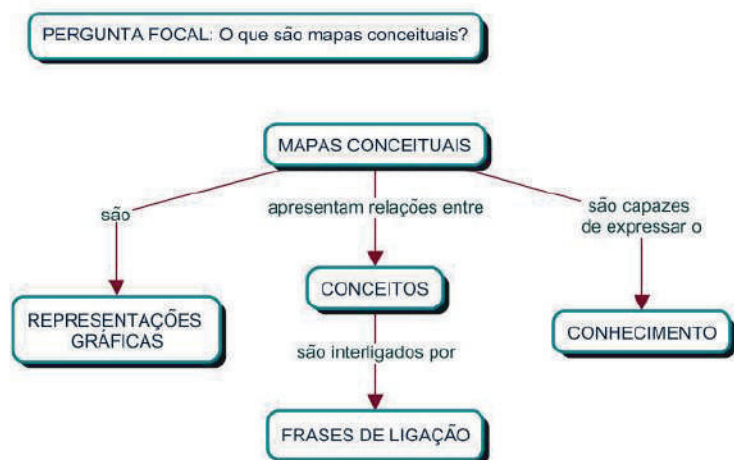 PERGUNTA FOCAL: O que são mapas conceituais?
MAPAS CONCEITUAIS
são
apresentam relações entre
são capazes
de expressar o
REPRESENTAÇÕES
GRÁFICAS
CONCEITOS
CONHECIMENTO
são interligados por
FRASES DE LIGAÇÃO